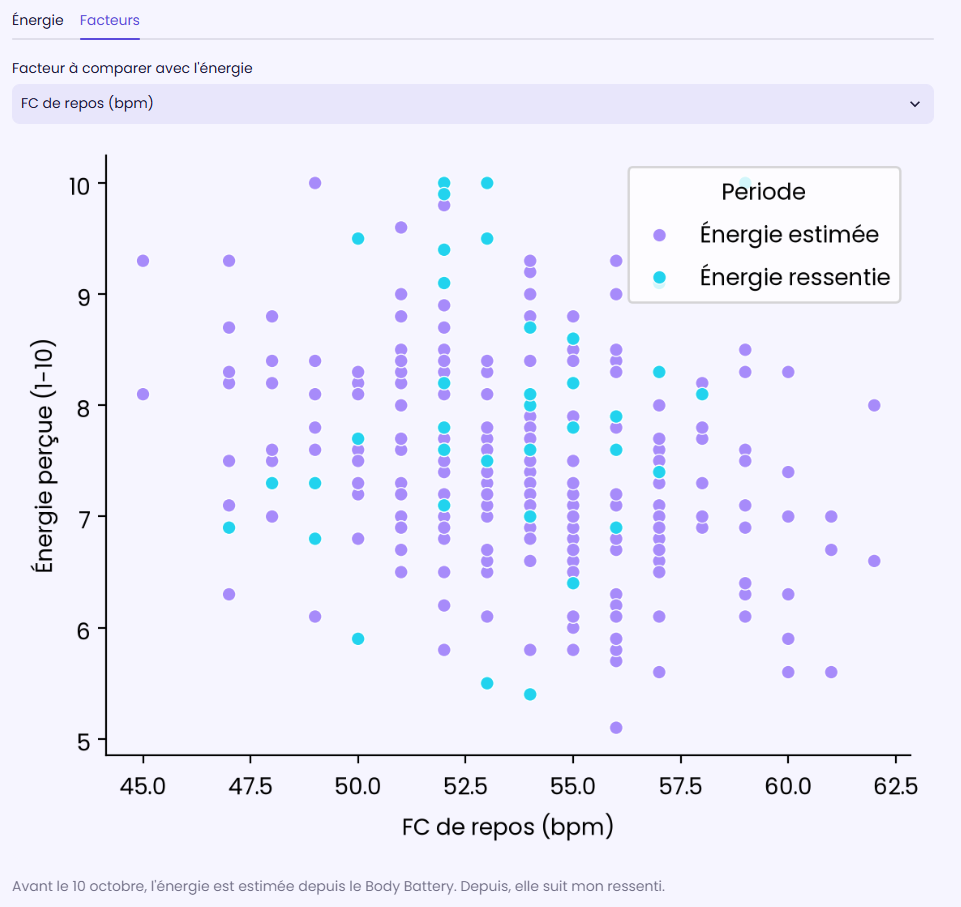 Énergie Facteurs
Facteur à comparer avec l'énergie
FC de repos (bpm)
Periode
Énergie estimée
Énergie ressentie
Énergie perçue (1-10)
10
9
8
7
6
5
45.0 47.5 50.0 52.5 55.0 57.5 60.0 62.5
FC de repos (bpm)
Avant le 10 octobre, l'énergie est estimée depuis le Body Battery. Depuis, elle suit mon ressenti.